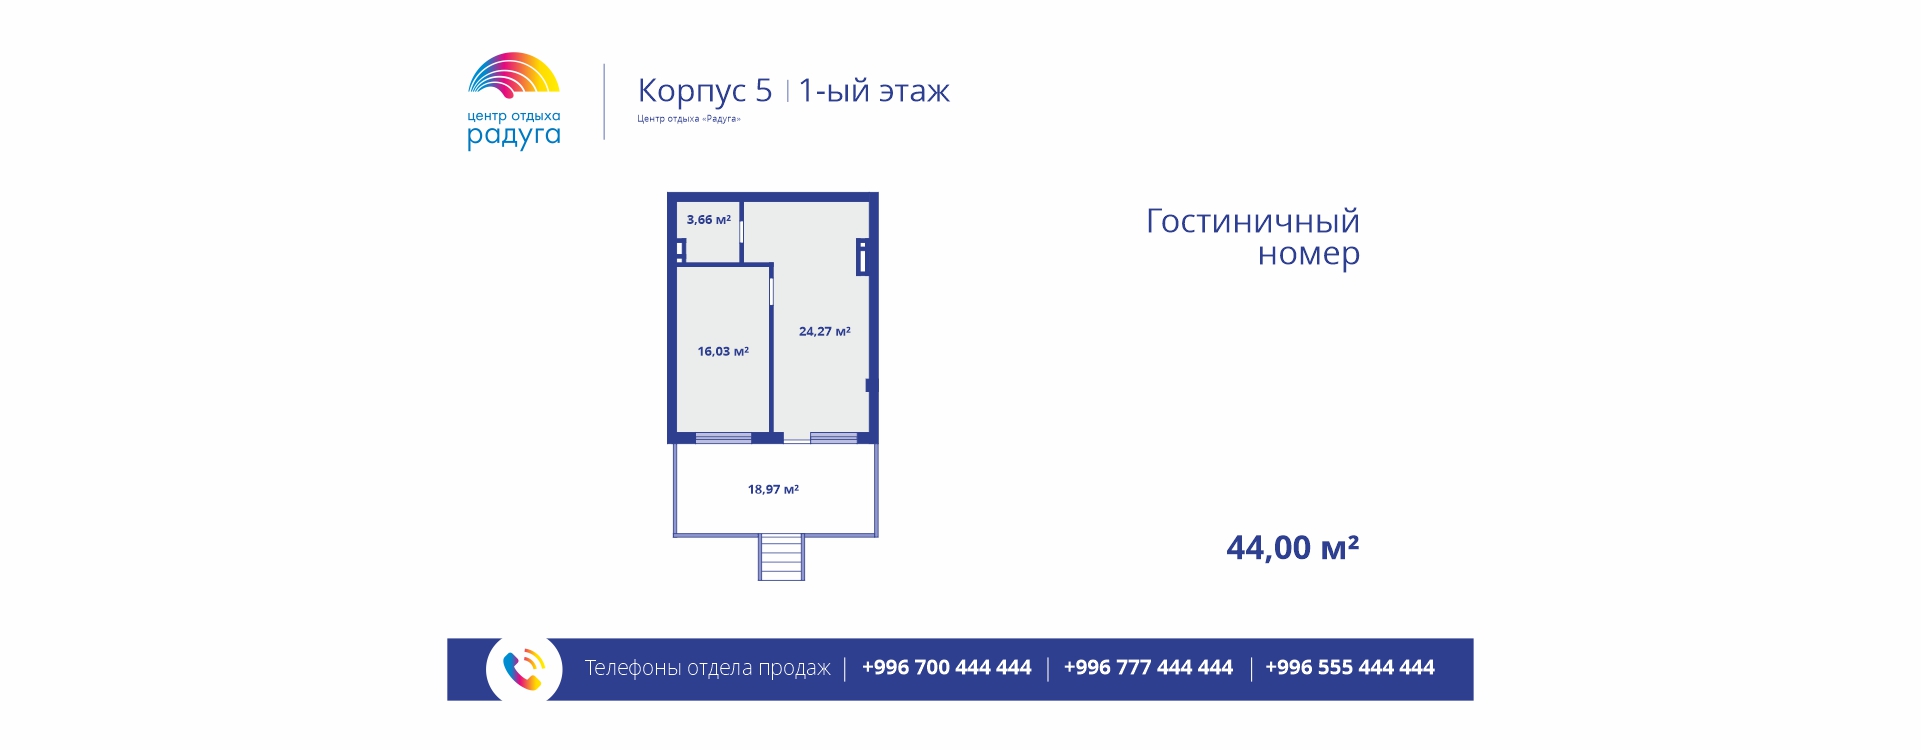 центр отдыха
радуга
Корпус 5 | 1-ый этаж
Центр отдыха «Радуга»
Гостиничный
номер
3,66 м²
24,27 м²
16,03 м²
18,97 м²
44,00 м²
Телефоны отдела продаж | +996 700 444 444 | +996 777 444 444 | +996 555 444 444